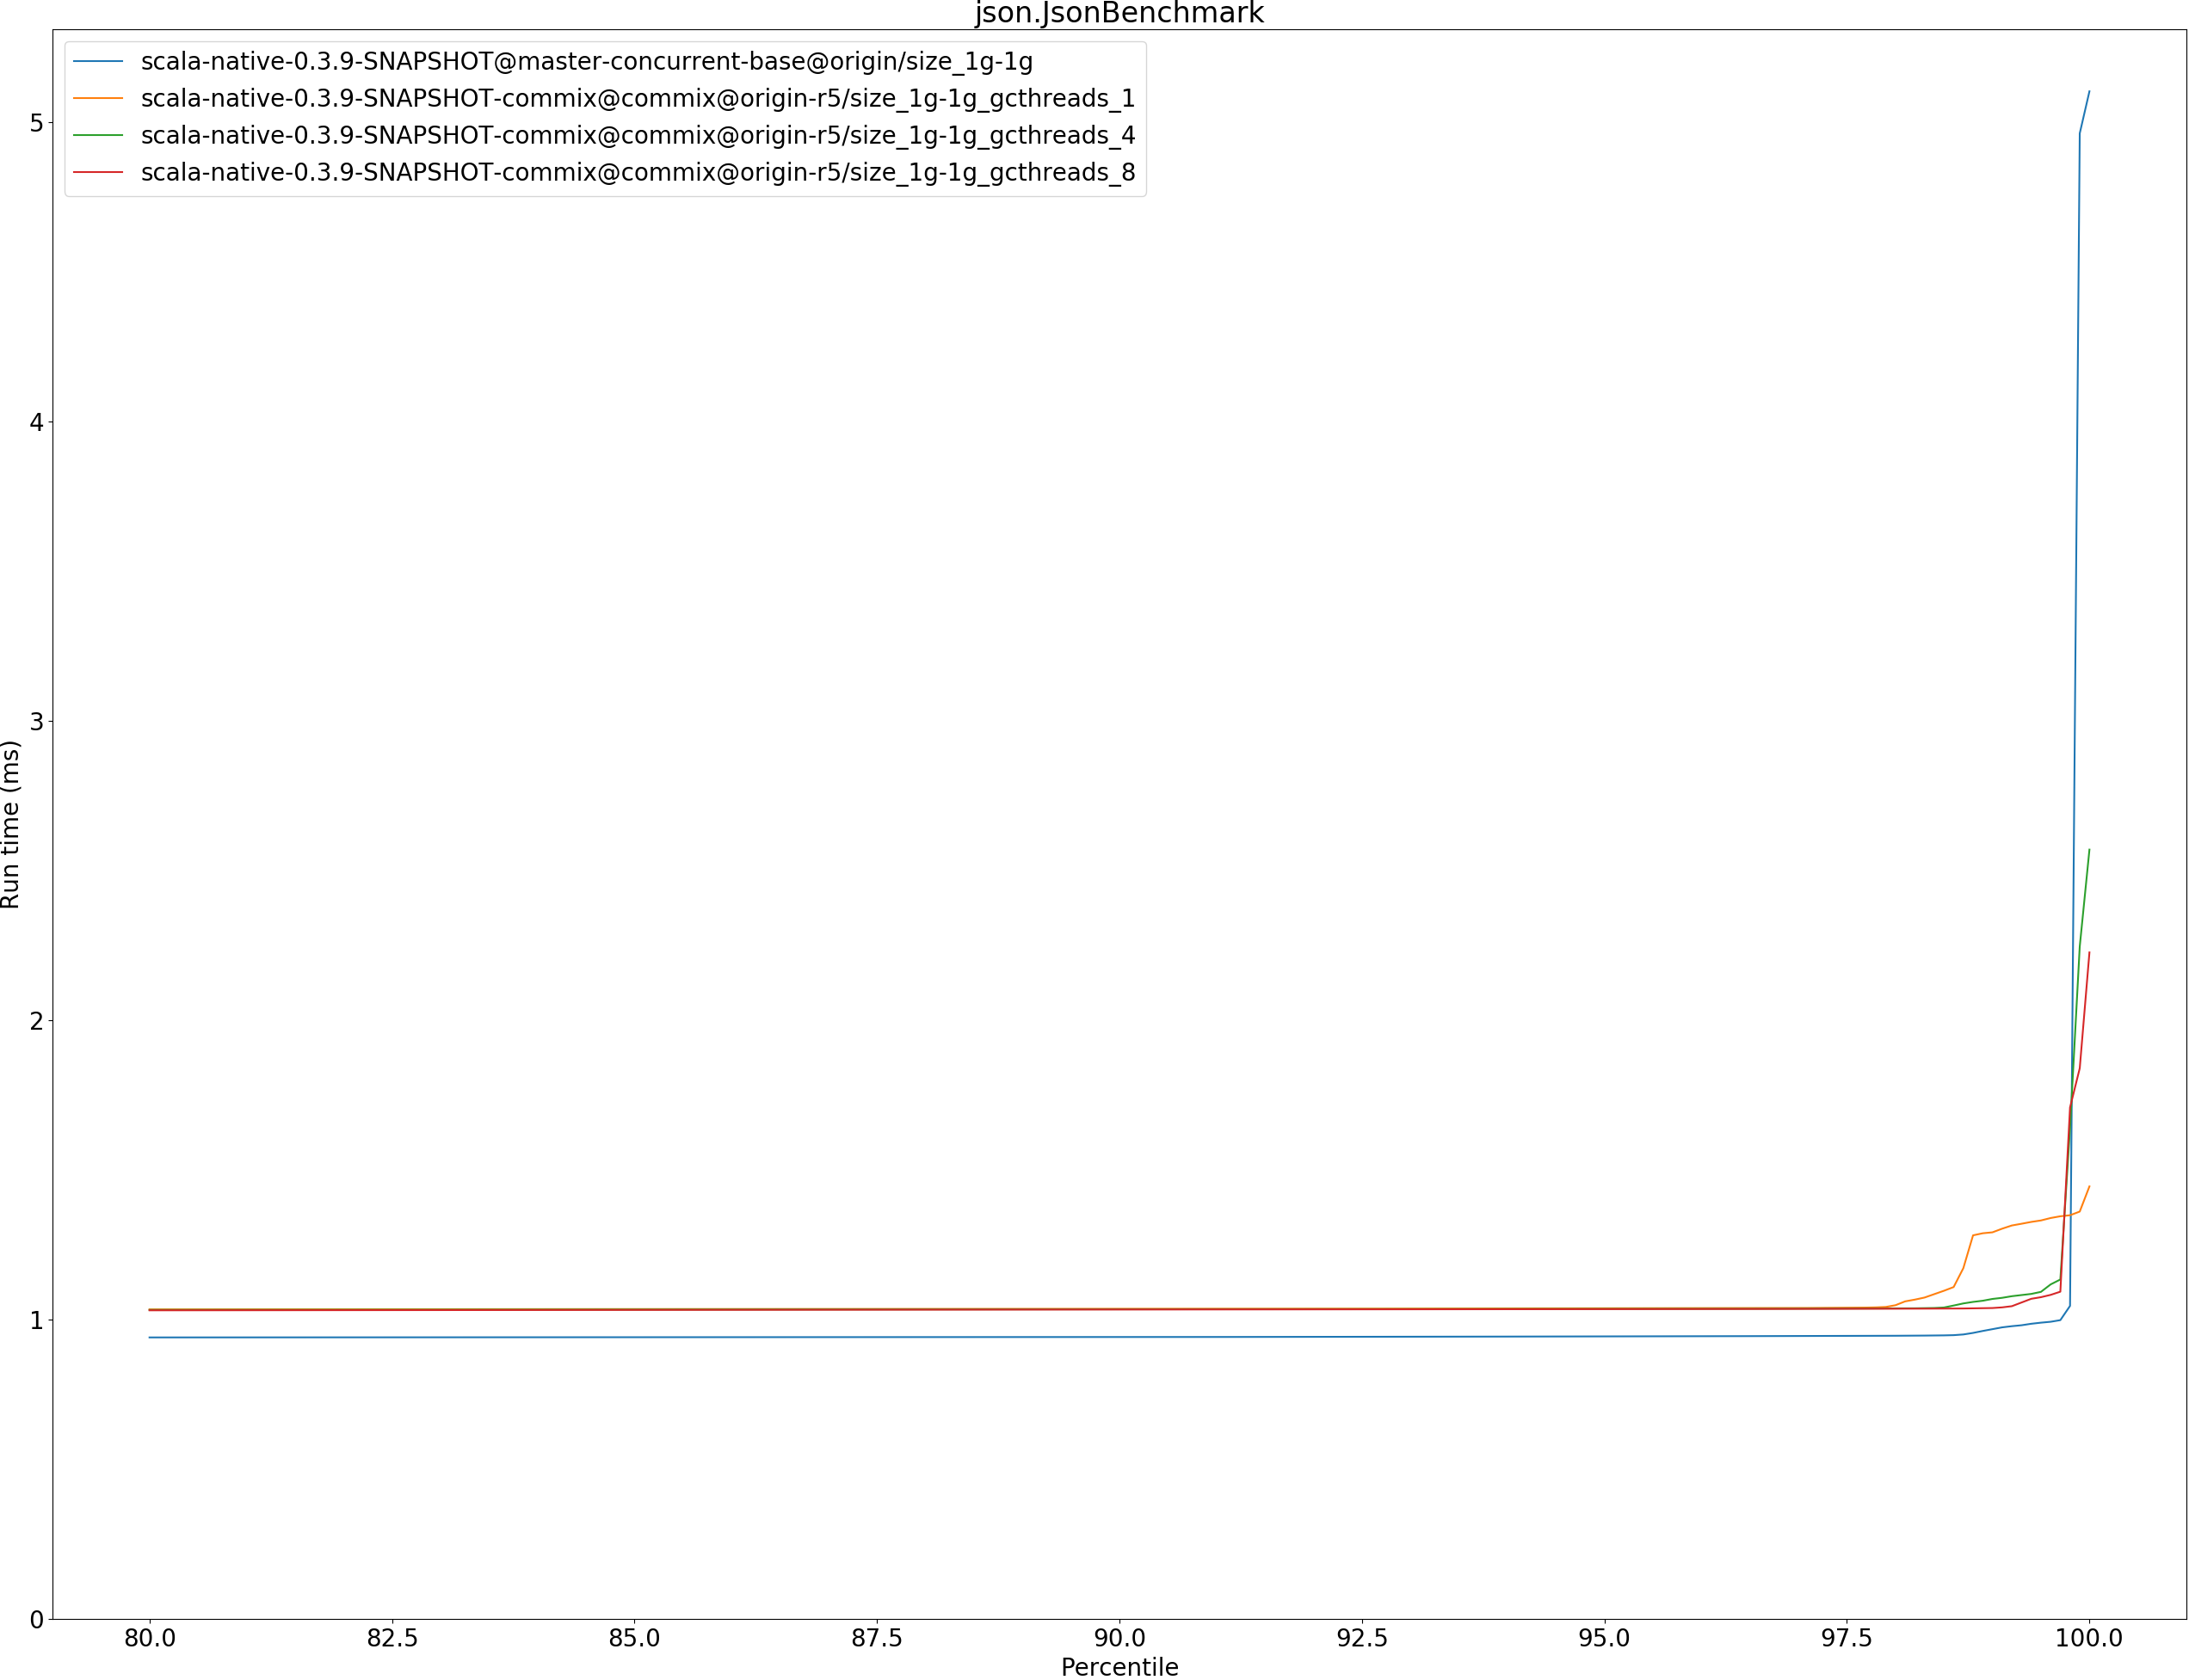 json.JsonBenchmark
scala-native-0.3.9-SNAPSHOT@master-concurrent-base@origin/size_1g-1g
scala-native-0.3.9-SNAPSHOT-commix@commix@origin-r5/size_1g-1g_gcthreads_1
scala-native-0.3.9-SNAPSHOT-commix@commix@origin-r5/size_1g-1g_gcthreads_4
scala-native-0.3.9-SNAPSHOT-commix@commix@origin-r5/size_1g-1g_gcthreads_8
5
4
3
2
1
0
Run time (ms)
80.0 82.5 85.0 87.5 90.0 92.5 95.0 97.5 100.0
Percentile